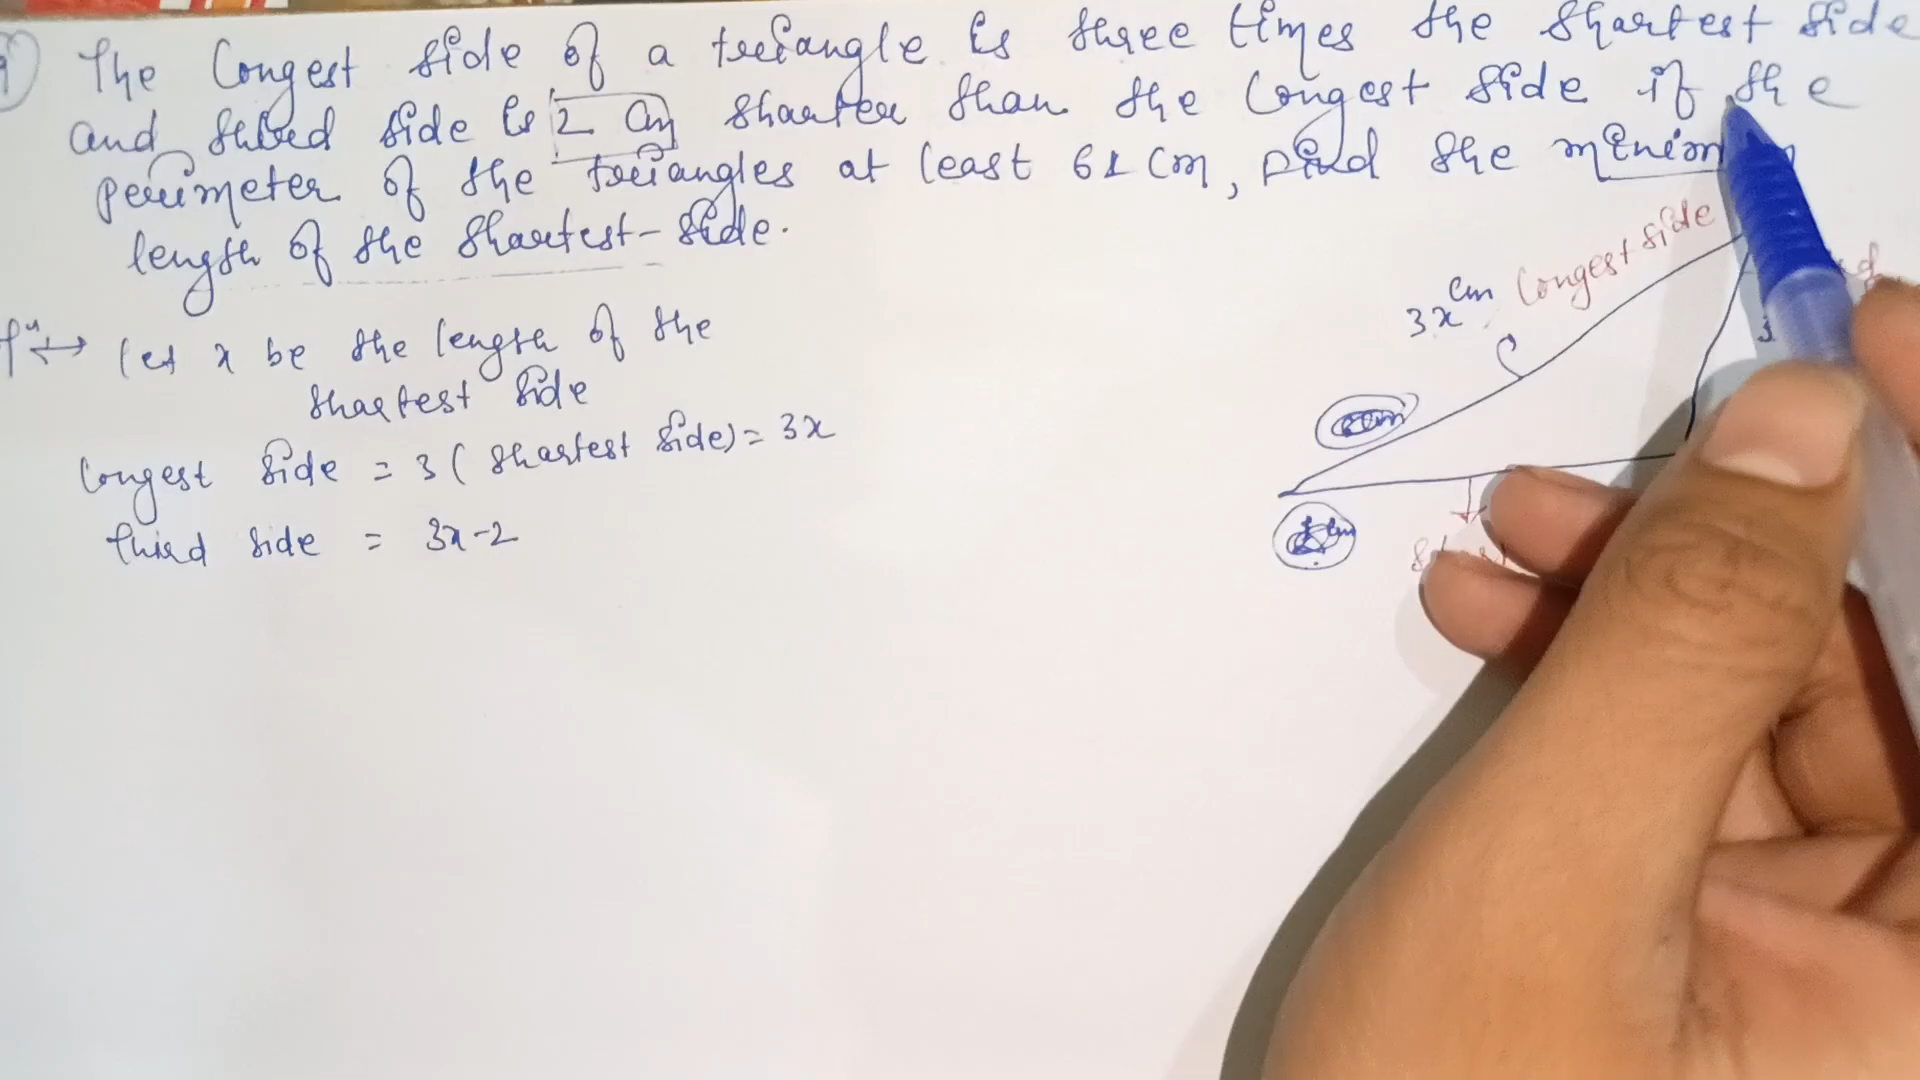 The longest side of a triangle is three times the shortest side
and third side is 2 cm shorter than the longest side if the
perimeter of the triangles at least 61 cm, find the minimum
length of the shortest-side.
let x be the length of the
shortest side
longest side = 3 (shortest side) = 3x
third side = 3x-2
3x cm longest side